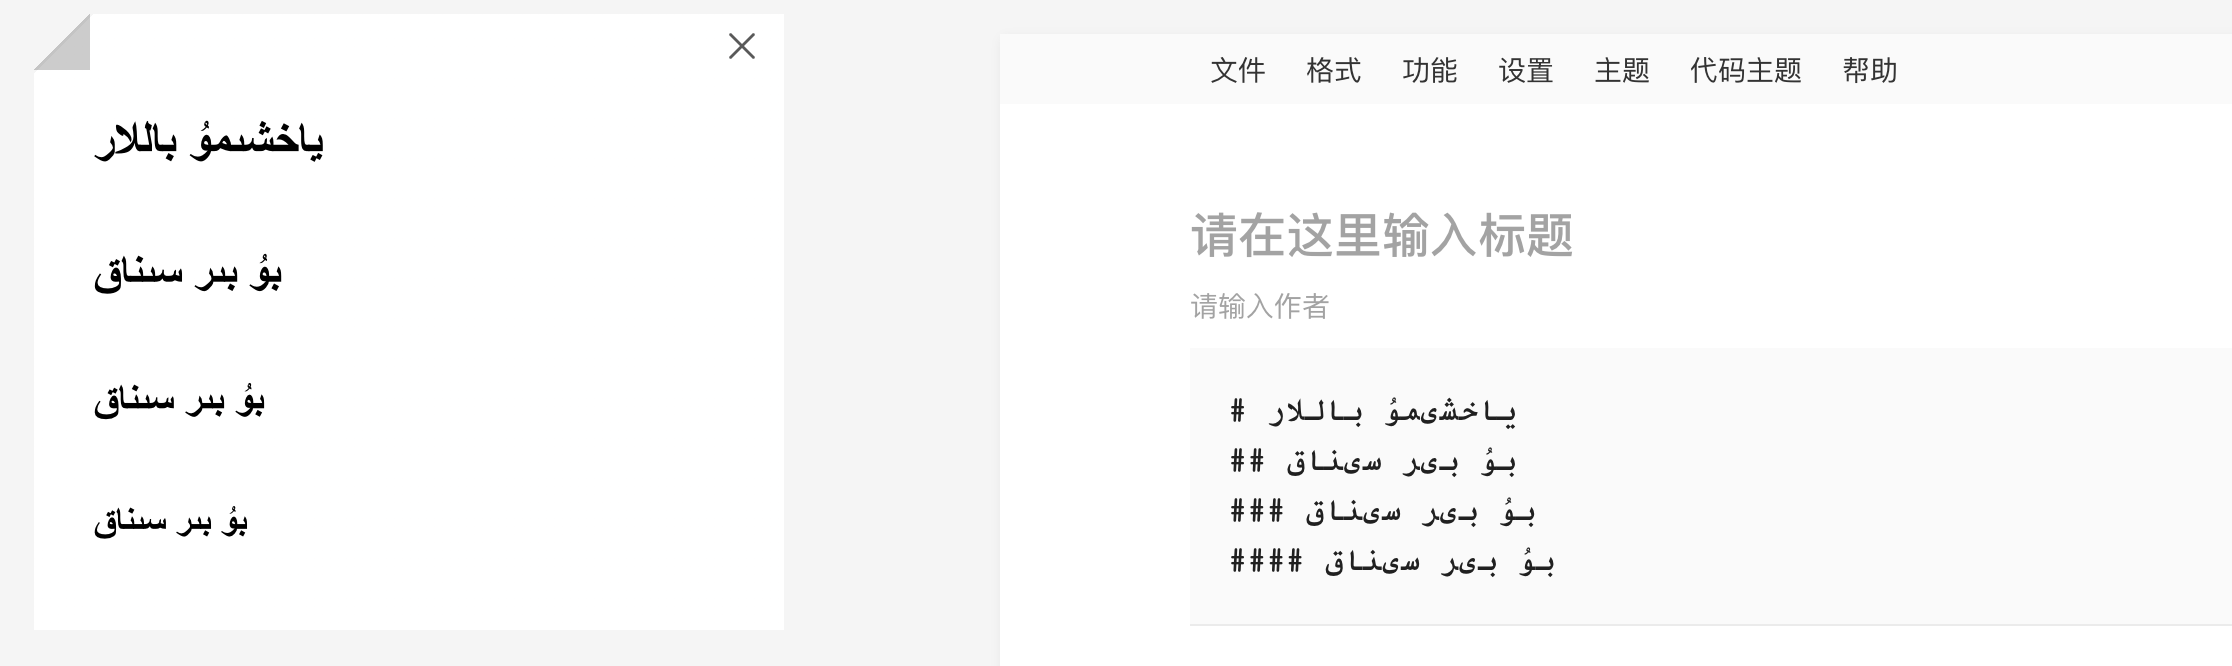 ياخشىمۇ باللار
بۇ بىر سىناق
بۇ بىر سىناق
بۇ بىر سىناق
文件 格式 功能 设置 主题 代码主题 帮助
请在这里输入标题
请输入作者
# ياخشىمۇ باللار
## بۇ بىر سىناق
### بۇ بىر سىناق
#### بۇ بىر سىناق